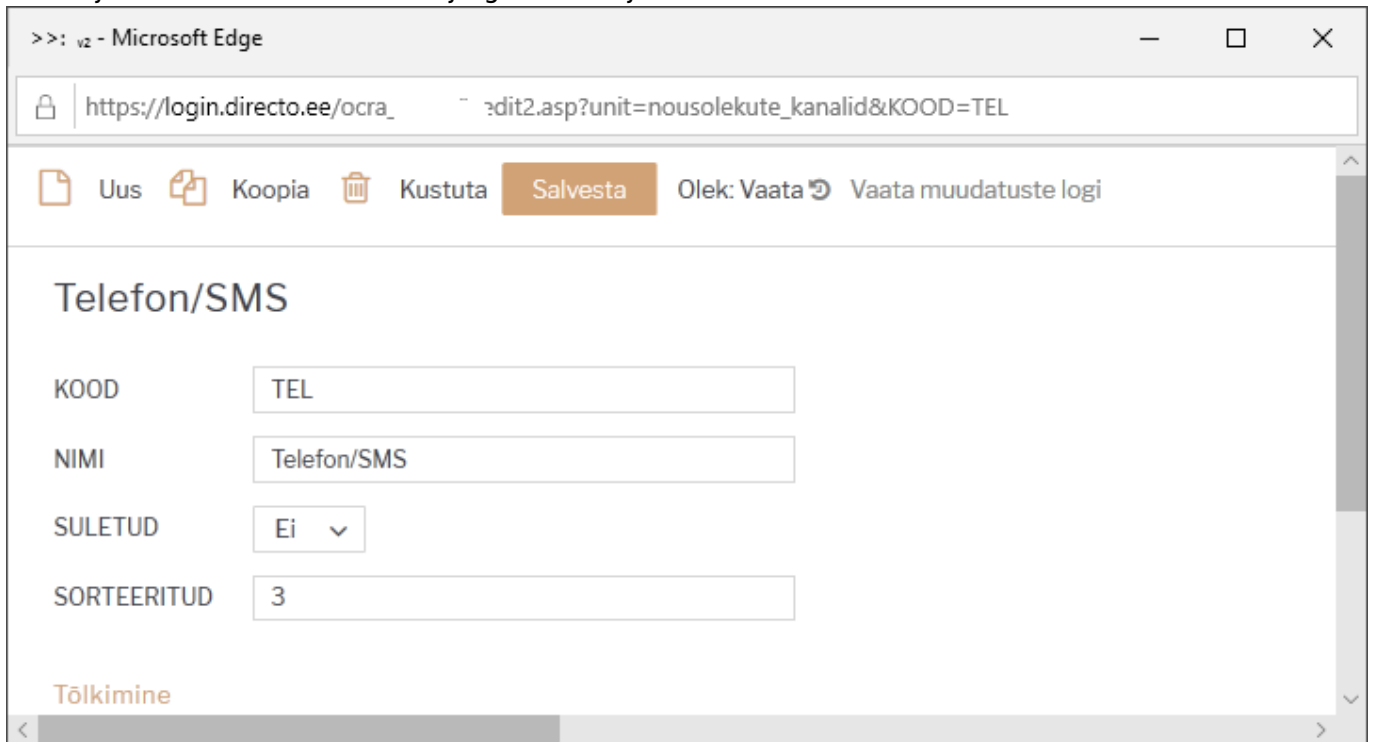 >>: v2 - Microsoft Edge
https://login.directo.ee/ocra_ edit2.asp?unit=nousolekute_kanalid&KOOD=TEL
Uus Koopia Kustuta Salvesta Olek: Vaata Vaata muudatuste logi
Telefon/SMS
KOOD TEL
NIMI Telefon/SMS
SULETUD Ei
SORTEERITUD 3
Tõlkimine